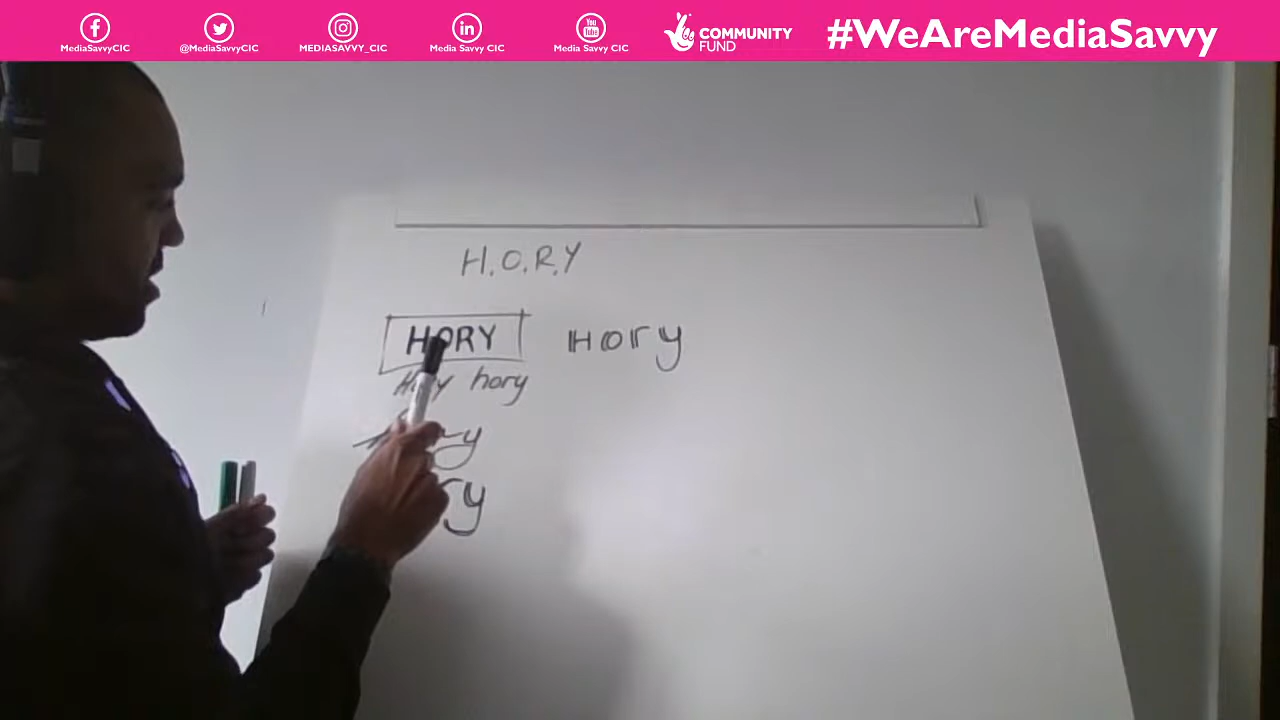 MediaSavvyCIC @MediaSavvyCIC MEDIASAVVY_CIC Media Savvy CIC Media Savvy CIC COMMUNITY FUND #WeAreMediaSavvy
H.O.R.Y
HORY Hory
hory